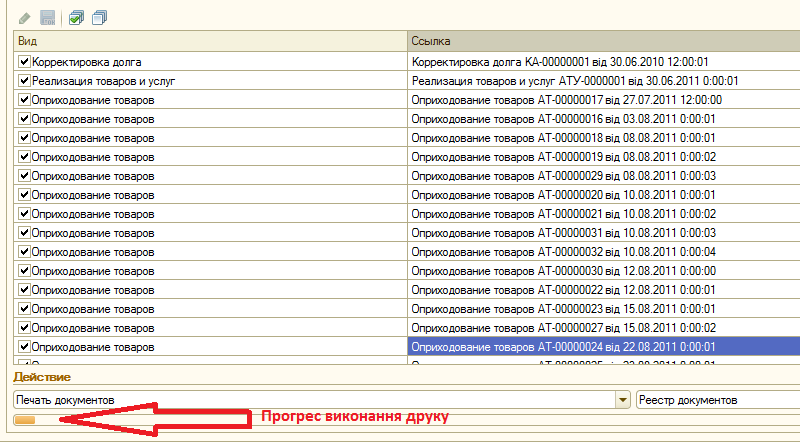 Вид Ссылка
Корректировка долга Корректировка долга КА-00000001 від 30.06.2010 12:00:01
Реализация товаров и услуг Реализация товаров и услуг АТУ-0000001 від 30.06.2011 0:00:01
Оприходование товаров Оприходование товаров АТ-00000017 від 27.07.2011 12:00:00
Оприходование товаров Оприходование товаров АТ-00000016 від 03.08.2011 0:00:01
Оприходование товаров Оприходование товаров АТ-00000018 від 08.08.2011 0:00:01
Оприходование товаров Оприходование товаров АТ-00000019 від 08.08.2011 0:00:02
Оприходование товаров Оприходование товаров АТ-00000029 від 08.08.2011 0:00:03
Оприходование товаров Оприходование товаров АТ-00000020 від 10.08.2011 0:00:01
Оприходование товаров Оприходование товаров АТ-00000021 від 10.08.2011 0:00:02
Оприходование товаров Оприходование товаров АТ-00000031 від 10.08.2011 0:00:03
Оприходование товаров Оприходование товаров АТ-00000032 від 10.08.2011 0:00:04
Оприходование товаров Оприходование товаров АТ-00000030 від 12.08.2011 0:00:00
Оприходование товаров Оприходование товаров АТ-00000022 від 12.08.2011 0:00:01
Оприходование товаров Оприходование товаров АТ-00000023 від 15.08.2011 0:00:01
Оприходование товаров Оприходование товаров АТ-00000027 від 15.08.2011 0:00:02
Оприходование товаров Оприходование товаров АТ-00000024 від 22.08.2011 0:00:01
Действие
Печать документов Реестр документов
Прогрес виконання друку